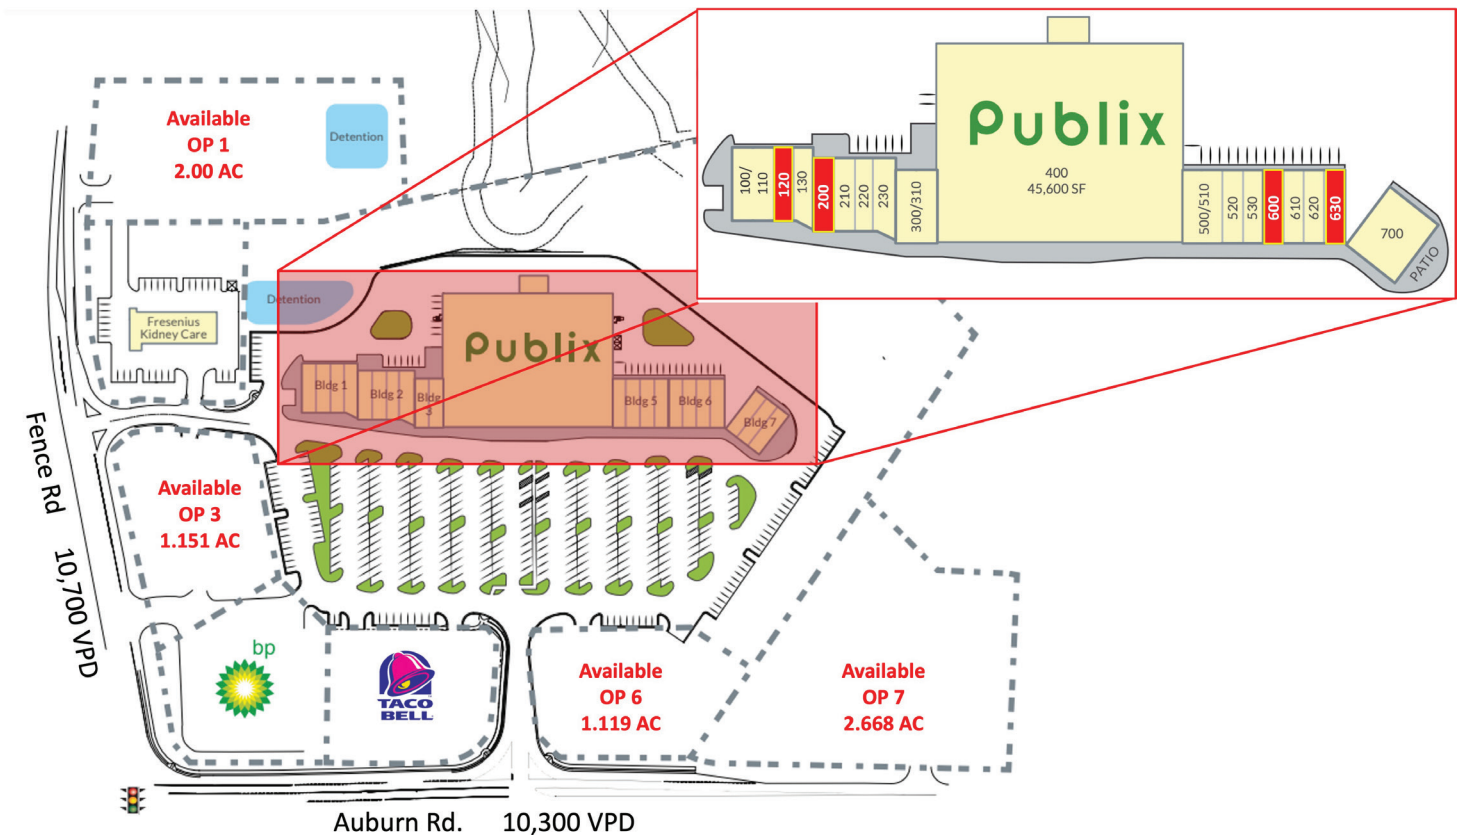 Available
OP 1
2.00 AC
Detention
Publix
400
45,600 SF
100/
110
120
130
200
210
220
230
300/310
500/510
520
530
600
610
620
630
700
PATIO
Detention
Fresenius
Kidney Care
Publix
Bldg 1
Bldg 2
Bldg
3
Bldg 5
Bldg 6
Bldg 7
Fence Rd 10,700 VPD
Available
OP 3
1.151 AC
bp
TACO
BELL
Available
OP 6
1.119 AC
Available
OP 7
2.668 AC
Auburn Rd. 10,300 VPD